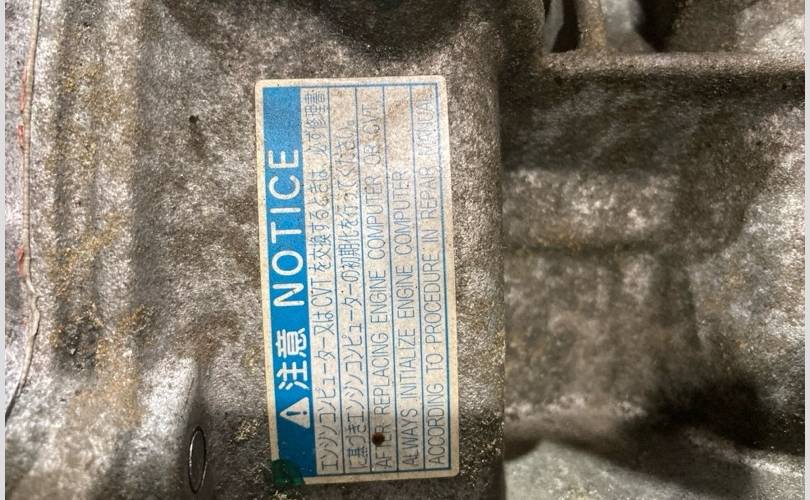 注意 NOTICE
エンジンコンピューター又はCVTを交換するときは、必ず修理書
に基づきエンジンコンピューターの初期化を行ってください。
AFTER REPLACING ENGINE COMPUTER OR CVT
ALWAYS INITIALIZE ENGINE COMPUTER
ACCORDING TO PROCEDURE IN REPAIR MANUAL